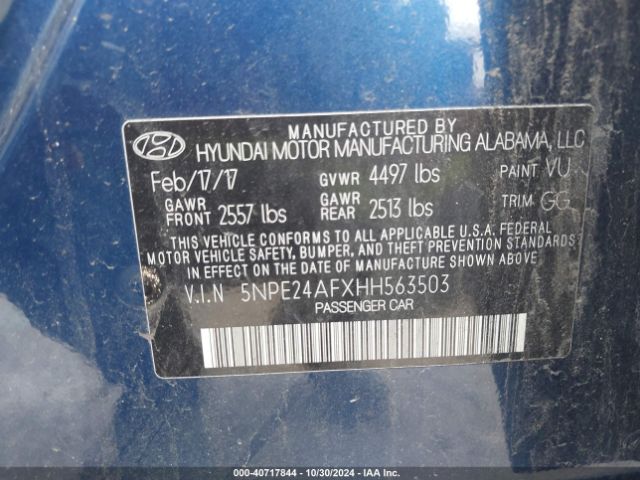 MANUFACTURED BY
HYUNDAI MOTOR MANUFACTURING ALABAMA, LLC
Feb/17/17 GVWR 4497 lbs PAINT VU
GAWR FRONT 2557 lbs GAWR REAR 2513 lbs TRIM GG
THIS VEHICLE CONFORMS TO ALL APPLICABLE U.S.A. FEDERAL
MOTOR VEHICLE SAFETY, BUMPER, AND THEFT PREVENTION STANDARDS
IN EFFECT ON THE DATE OF MANUFACTURE SHOWN ABOVE
V.I.N 5NPE24AFXHH563503
PASSENGER CAR
000-40717844 | 10/30/2024 | IAA Inc.